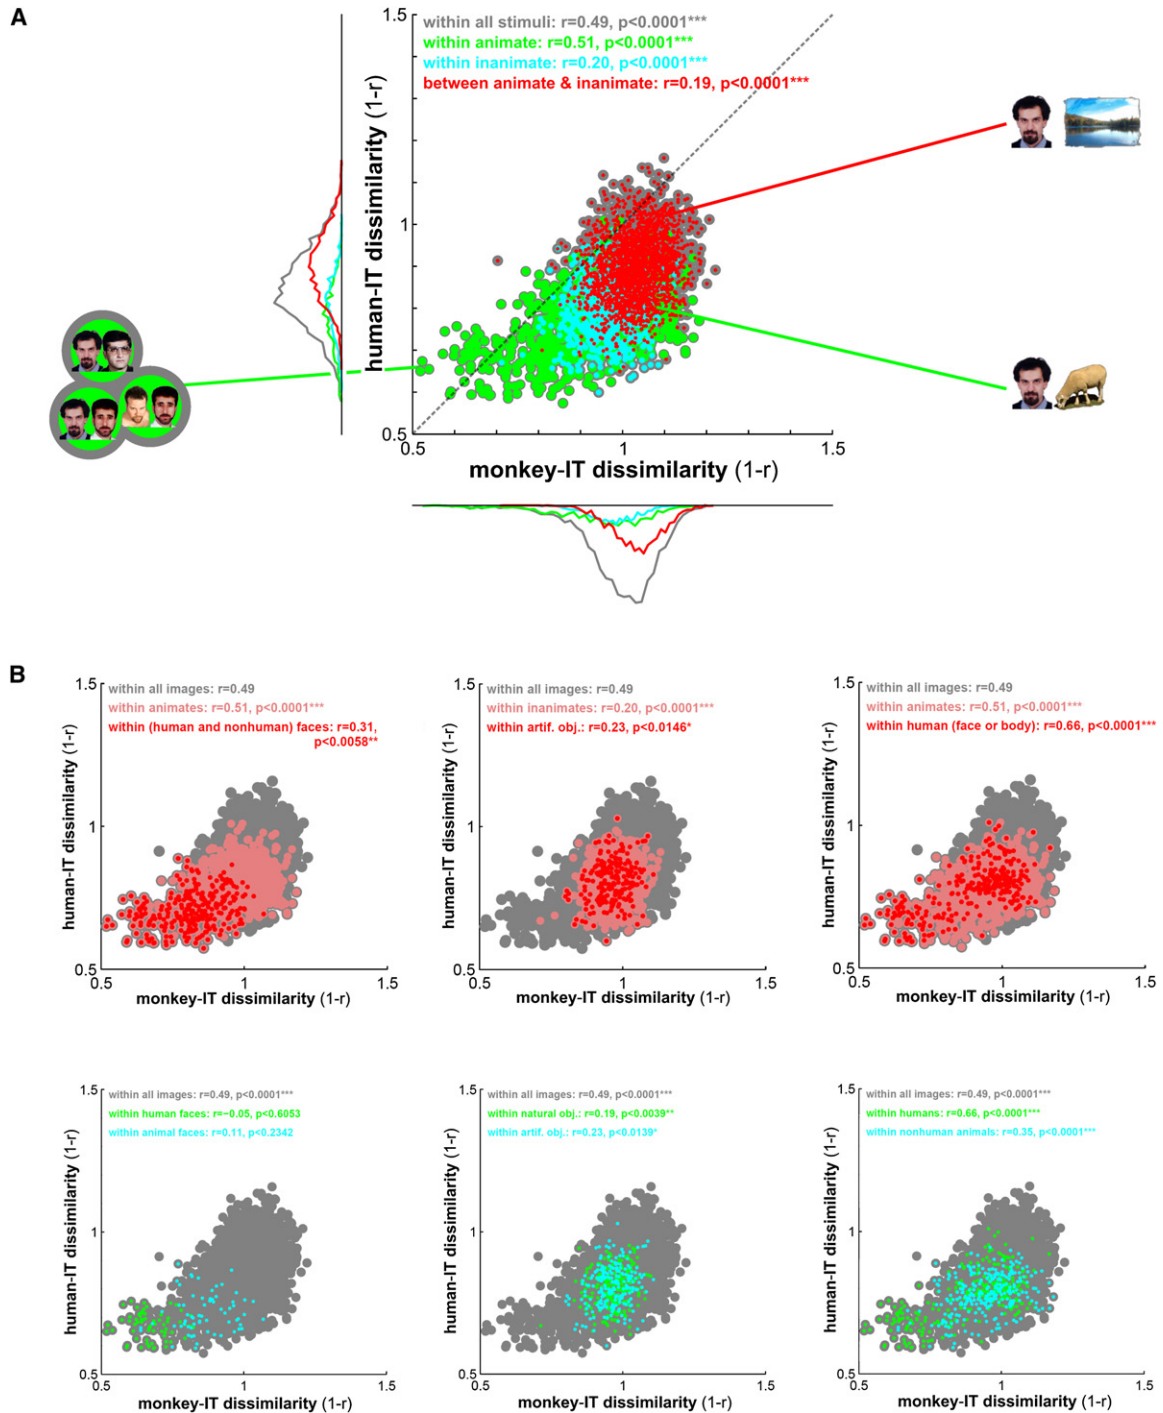 A
within all stimuli: r=0.49, p<0.0001***
within animate: r=0.51, p<0.0001***
within inanimate: r=0.20, p<0.0001***
between animate & inanimate: r=0.19, p<0.0001***
1.5
1
0.5
human-IT dissimilarity (1-r)
0.5
1
1.5
monkey-IT dissimilarity (1-r)
B
within all images: r=0.49
within animates: r=0.51, p<0.0001***
within (human and nonhuman) faces: r=0.31,
p<0.0058**
1.5
1
0.5
human-IT dissimilarity (1-r)
0.5
1
1.5
monkey-IT dissimilarity (1-r)
within all images: r=0.49
within inanimates: r=0.20, p<0.0001***
within artif. obj.: r=0.23, p<0.0146*
1.5
1
0.5
human-IT dissimilarity (1-r)
0.5
1
1.5
monkey-IT dissimilarity (1-r)
within all images: r=0.49
within animates: r=0.51, p<0.0001***
within human (face or body): r=0.66, p<0.0001***
1.5
1
0.5
human-IT dissimilarity (1-r)
0.5
1
1.5
monkey-IT dissimilarity (1-r)
within all images: r=0.49, p<0.0001***
within human faces: r=−0.05, p<0.6053
within animal faces: r=0.11, p<0.2342
1.5
1
0.5
human-IT dissimilarity (1-r)
0.5
1
1.5
monkey-IT dissimilarity (1-r)
within all images: r=0.49, p<0.0001***
within natural obj.: r=0.19, p<0.0039**
within artif. obj.: r=0.23, p<0.0139*
1.5
1
0.5
human-IT dissimilarity (1-r)
0.5
1
1.5
monkey-IT dissimilarity (1-r)
within all images: r=0.49, p<0.0001***
within humans: r=0.66, p<0.0001***
within nonhuman animals: r=0.35, p<0.0001***
1.5
1
0.5
human-IT dissimilarity (1-r)
0.5
1
1.5
monkey-IT dissimilarity (1-r)